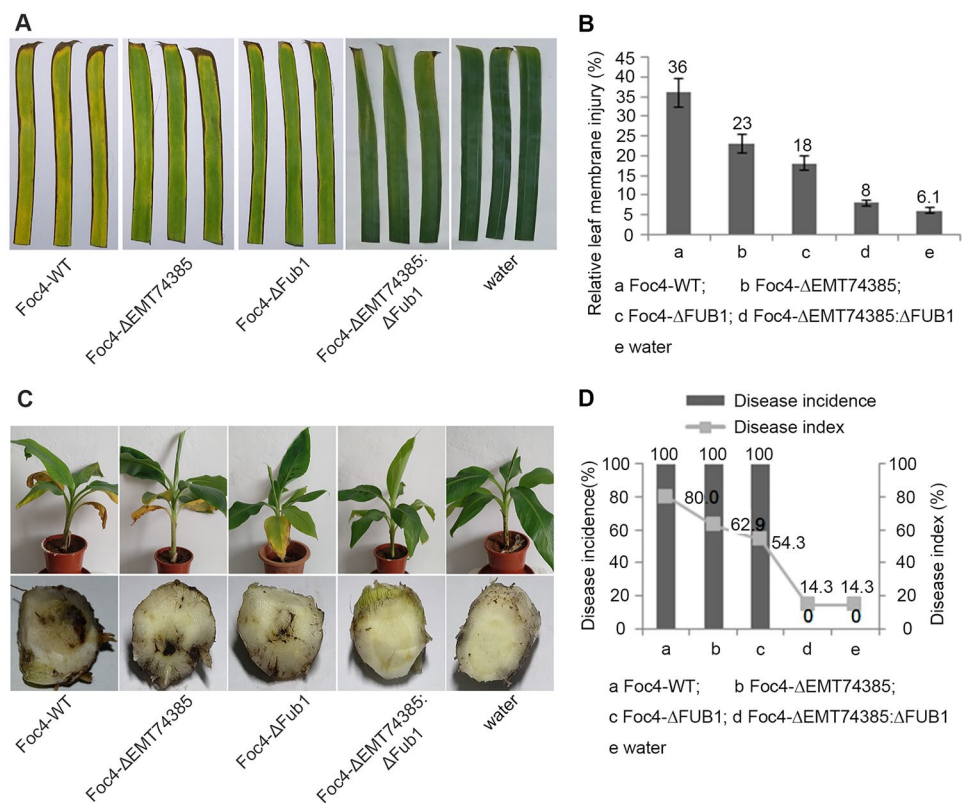 A
Foc4-WT
Foc4-ΔEMT74385
Foc4-ΔFub1
Foc4-ΔEMT74385:
ΔFub1
water
B
Relative leaf membrane injury (%)
45
40
35
30
25
20
15
10
5
0
36
23
18
8
6.1
a b c d e
a Foc4-WT; b Foc4-ΔEMT74385;
c Foc4-ΔFUB1; d Foc4-ΔEMT74385:ΔFUB1
e water
C
Foc4-WT
Foc4-ΔEMT74385
Foc4-ΔFub1
Foc4-ΔEMT74385:
ΔFub1
water
D
Disease incidence
Disease index
Disease incidence(%)
100
80
60
40
20
0
100 100 100
80.0
62.9
54.3
14.3 14.3
0 0
100
80
60
40
20
0
Disease index (%)
a b c d e
a Foc4-WT; b Foc4-ΔEMT74385;
c Foc4-ΔFUB1; d Foc4-ΔEMT74385:ΔFUB1
e water